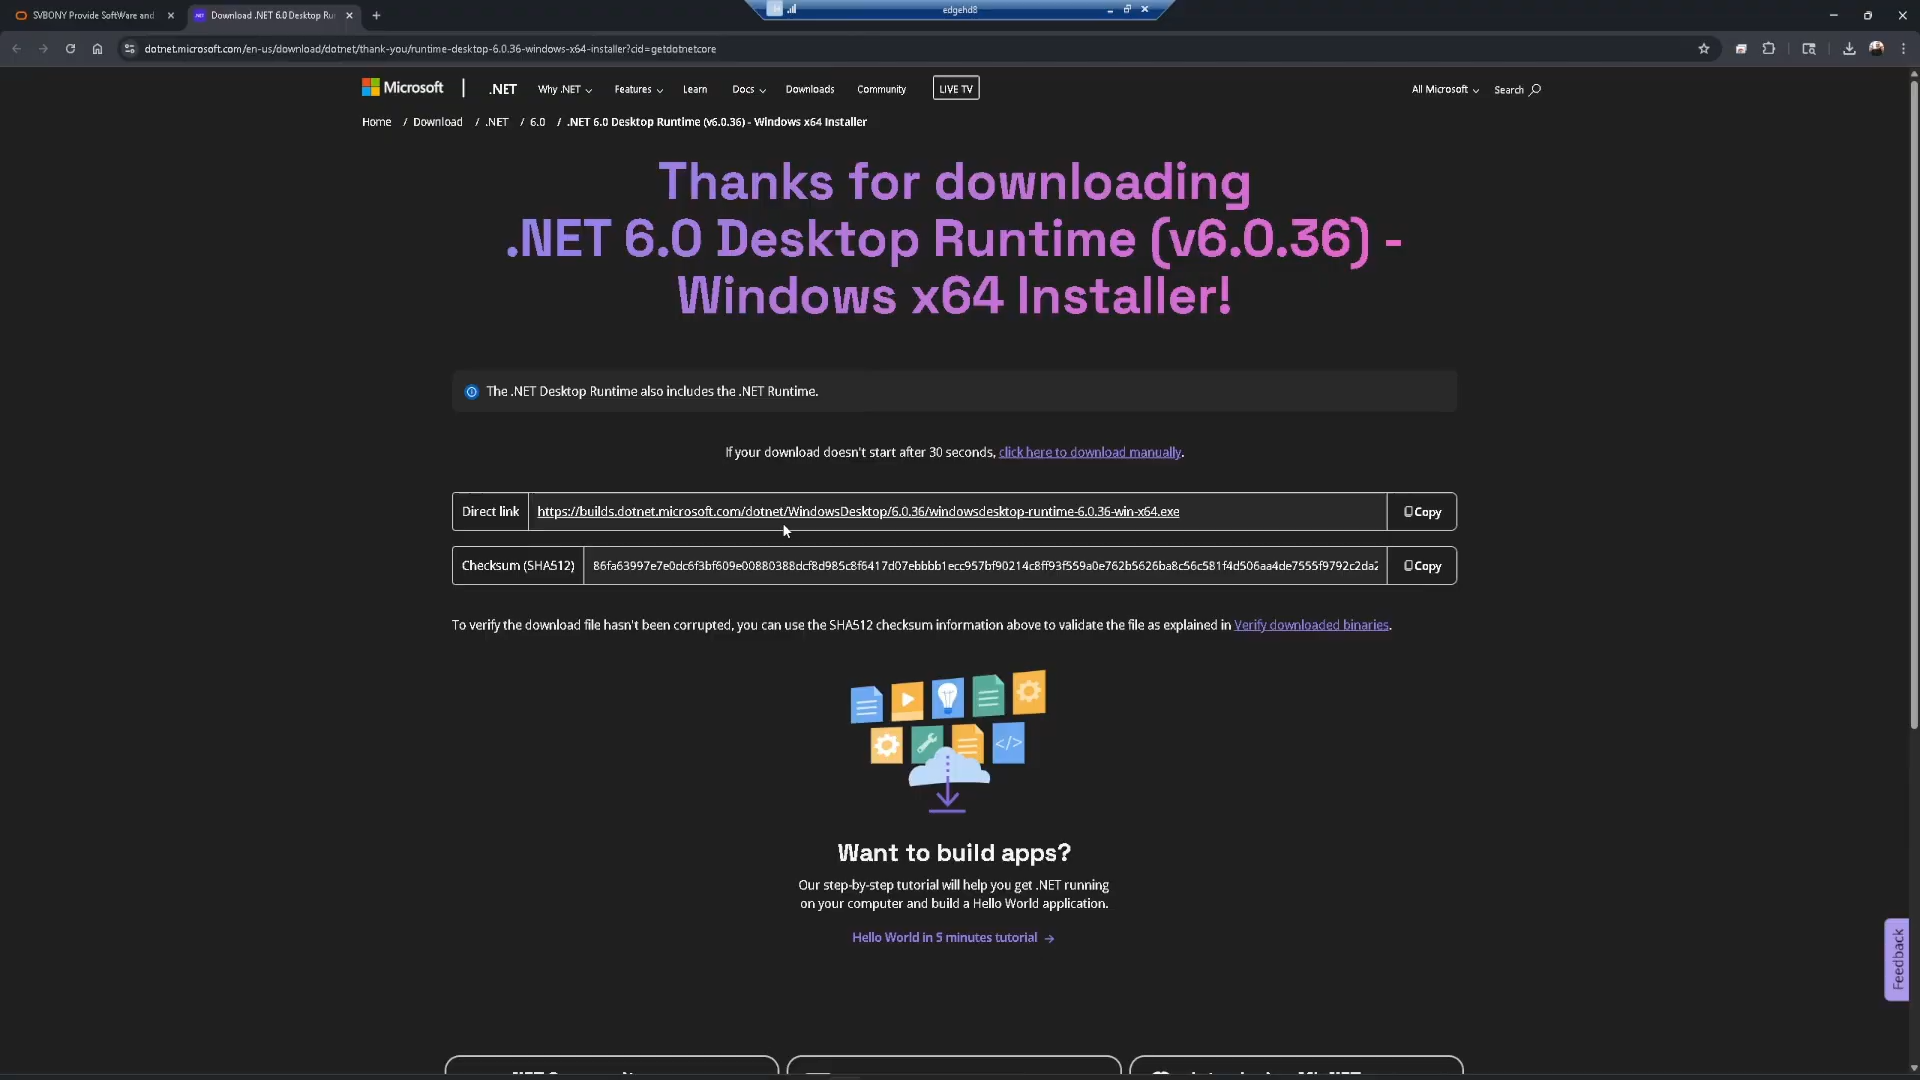 SVBONY Provide SoftWare and
Download .NET 6.0 Desktop Ru
edgehd8
dotnet.microsoft.com/en-us/download/dotnet/thank-you/runtime-desktop-6.0.36-windows-x64-installer?cid=getdotnetcore
Microsoft .NET Why .NET Features Learn Docs Downloads Community LIVE TV All Microsoft Search
Home / Download / .NET / 6.0 / .NET 6.0 Desktop Runtime (v6.0.36) - Windows x64 Installer
Thanks for downloading
.NET 6.0 Desktop Runtime (v6.0.36) -
Windows x64 Installer!
The .NET Desktop Runtime also includes the .NET Runtime.
If your download doesn't start after 30 seconds, click here to download manually.
Direct link https://builds.dotnet.microsoft.com/dotnet/WindowsDesktop/6.0.36/windowsdesktop-runtime-6.0.36-win-x64.exe Copy
Checksum (SHA512) 86fa63997e7e0dc6f3bf609e00880388dcf8d985c8f6417d07ebbbb1ecc957bf90214c8ff93f559a0e762b5626ba8c56c581f4d506aa4de7555f9792c2da2 Copy
To verify the download file hasn't been corrupted, you can use the SHA512 checksum information above to validate the file as explained in Verify downloaded binaries.
Want to build apps?
Our step-by-step tutorial will help you get .NET running
on your computer and build a Hello World application.
Hello World in 5 minutes tutorial
Feedback